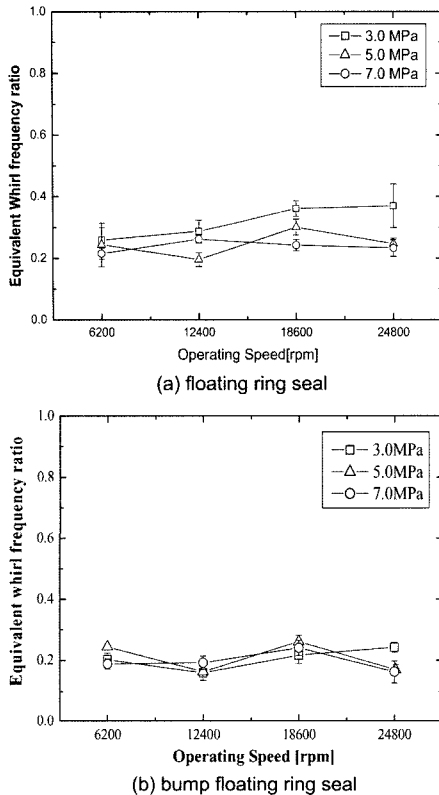 1.0
0.8
0.6
0.4
0.2
0.0
Equivalent Whirl frequency ratio
3.0 MPa
5.0 MPa
7.0 MPa
6200 12400 18600 24800
Operating Speed[rpm]
(a) floating ring seal
1.0
0.8
0.6
0.4
0.2
0.0
Equivalent whirl frequency ratio
3.0MPa
5.0MPa
7.0MPa
6200 12400 18600 24800
Operating Speed [rpm]
(b) bump floating ring seal